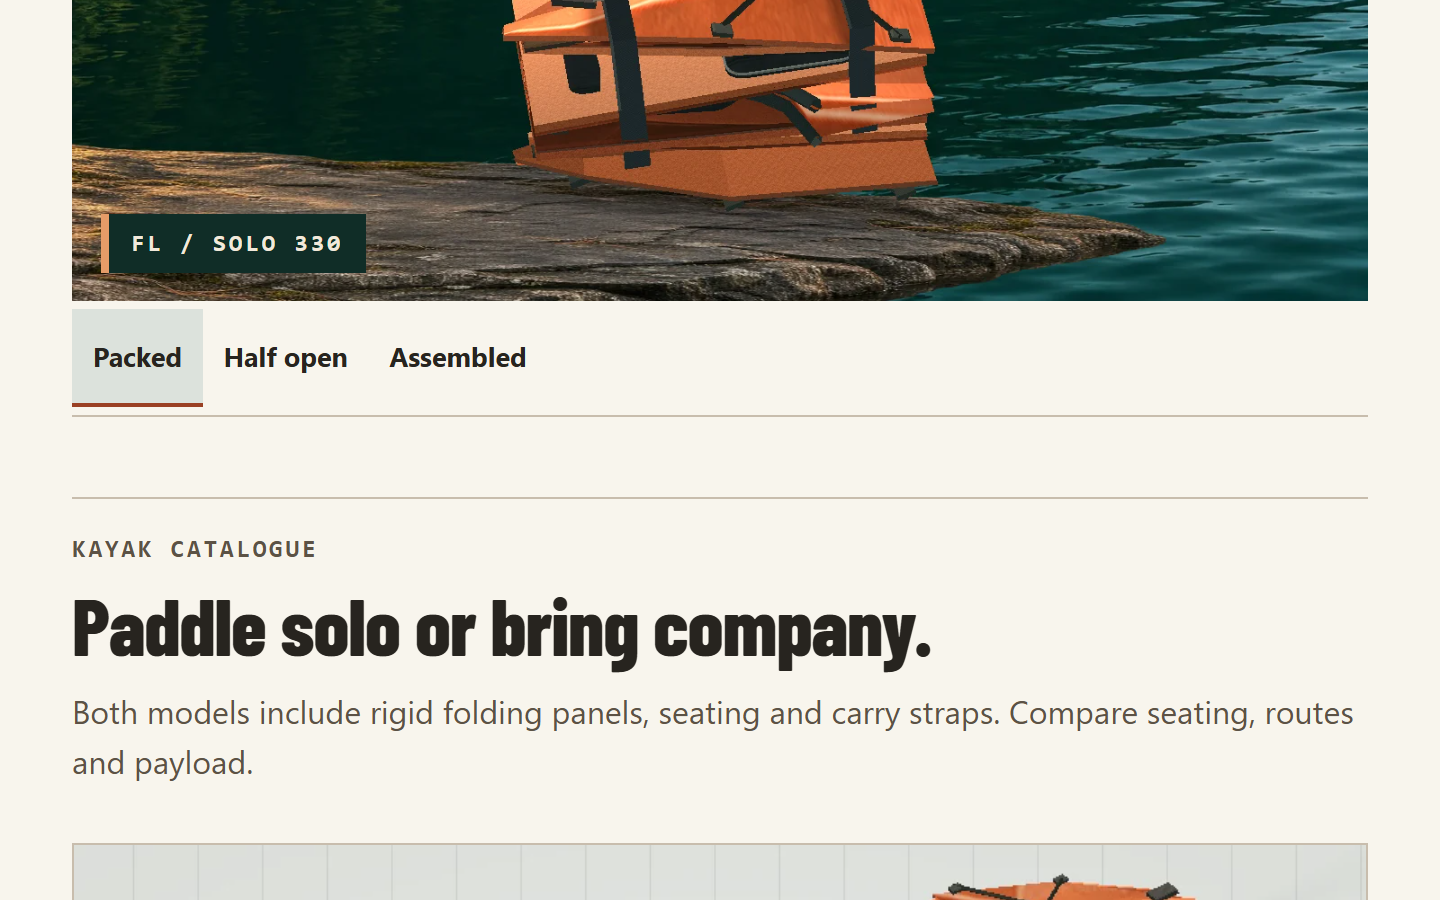 FL / SOLO 330
Packed Half open Assembled
KAYAK CATALOGUE
Paddle solo or bring company.
Both models include rigid folding panels, seating and carry straps. Compare seating, routes
and payload.